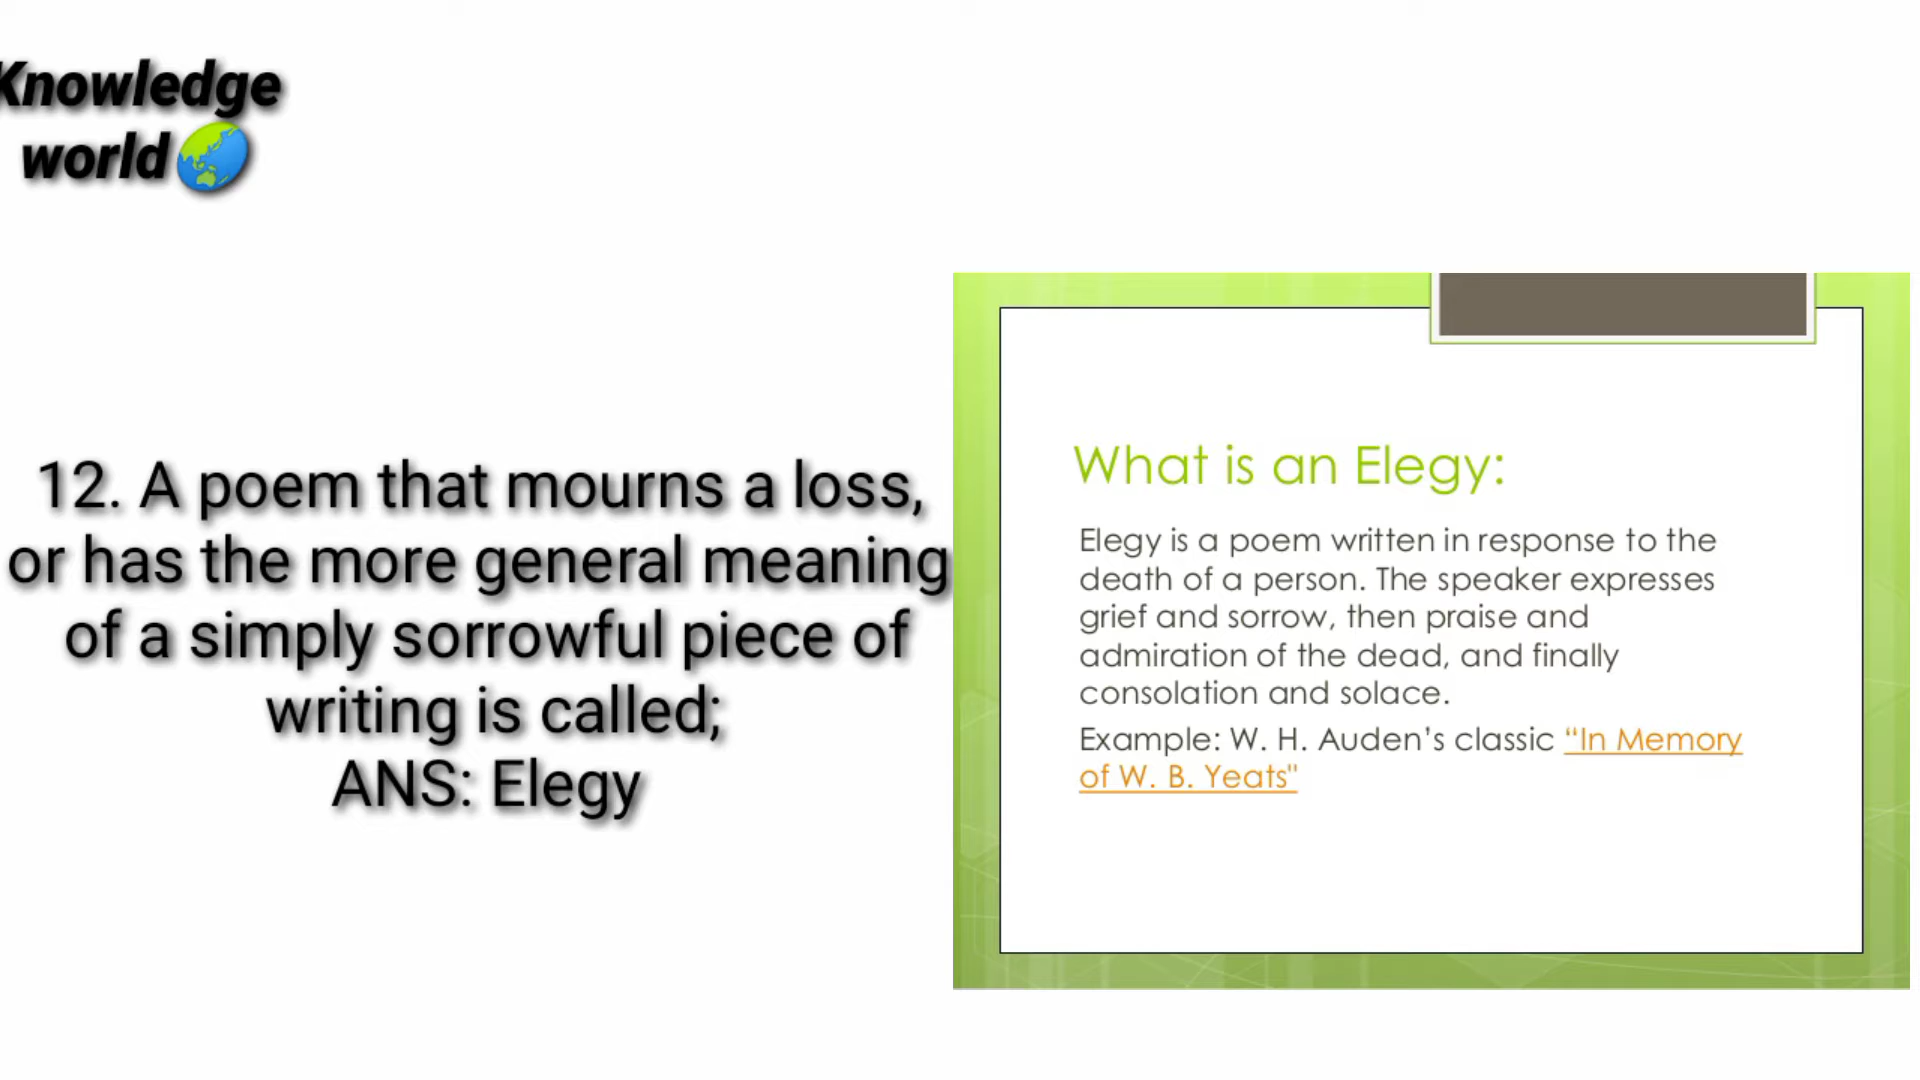 Knowledge
world
12. A poem that mourns a loss,
or has the more general meaning
of a simply sorrowful piece of
writing is called;
ANS: Elegy
What is an Elegy:
Elegy is a poem written in response to the
death of a person. The speaker expresses
grief and sorrow, then praise and
admiration of the dead, and finally
consolation and solace.
Example: W. H. Auden’s classic “In Memory
of W. B. Yeats"